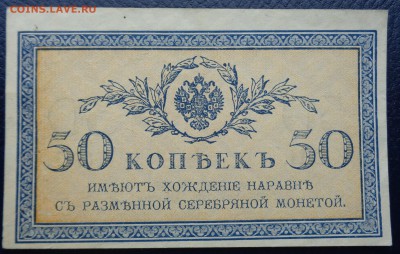 COINS.LAVE.RU
50 КОПѢЕКЪ 50
ИМѢЮТЪ ХОЖДЕНІЕ НАРАВНѢ
СЪ РАЗМѢННОЙ СЕРЕБРЯНОЙ МОНЕТОЙ.